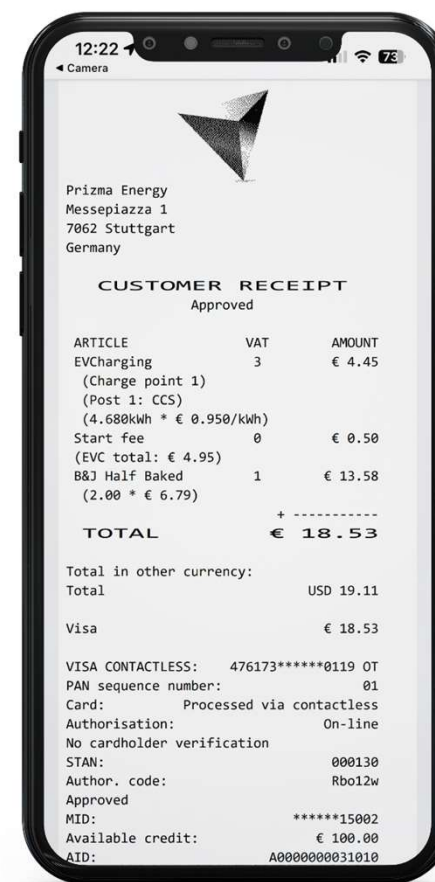 12:22
73
◄ Camera
Prizma Energy
Messepiazza 1
7062 Stuttgart
Germany
CUSTOMER RECEIPT
Approved
ARTICLE VAT AMOUNT
EVCharging 3 € 4.45
(Charge point 1)
(Post 1: CCS)
(4.680kWh * € 0.950/kWh)
Start fee 0 € 0.50
(EVC total: € 4.95)
B&J Half Baked 1 € 13.58
(2.00 * € 6.79)
+ -----------
TOTAL € 18.53
Total in other currency:
Total USD 19.11
Visa € 18.53
VISA CONTACTLESS: 476173******0119 OT
PAN sequence number: 01
Card: Processed via contactless
Authorisation: On-line
No cardholder verification
STAN: 000130
Author. code: Rbo12w
Approved
MID: ******15002
Available credit: € 100.00
AID: A0000000031010